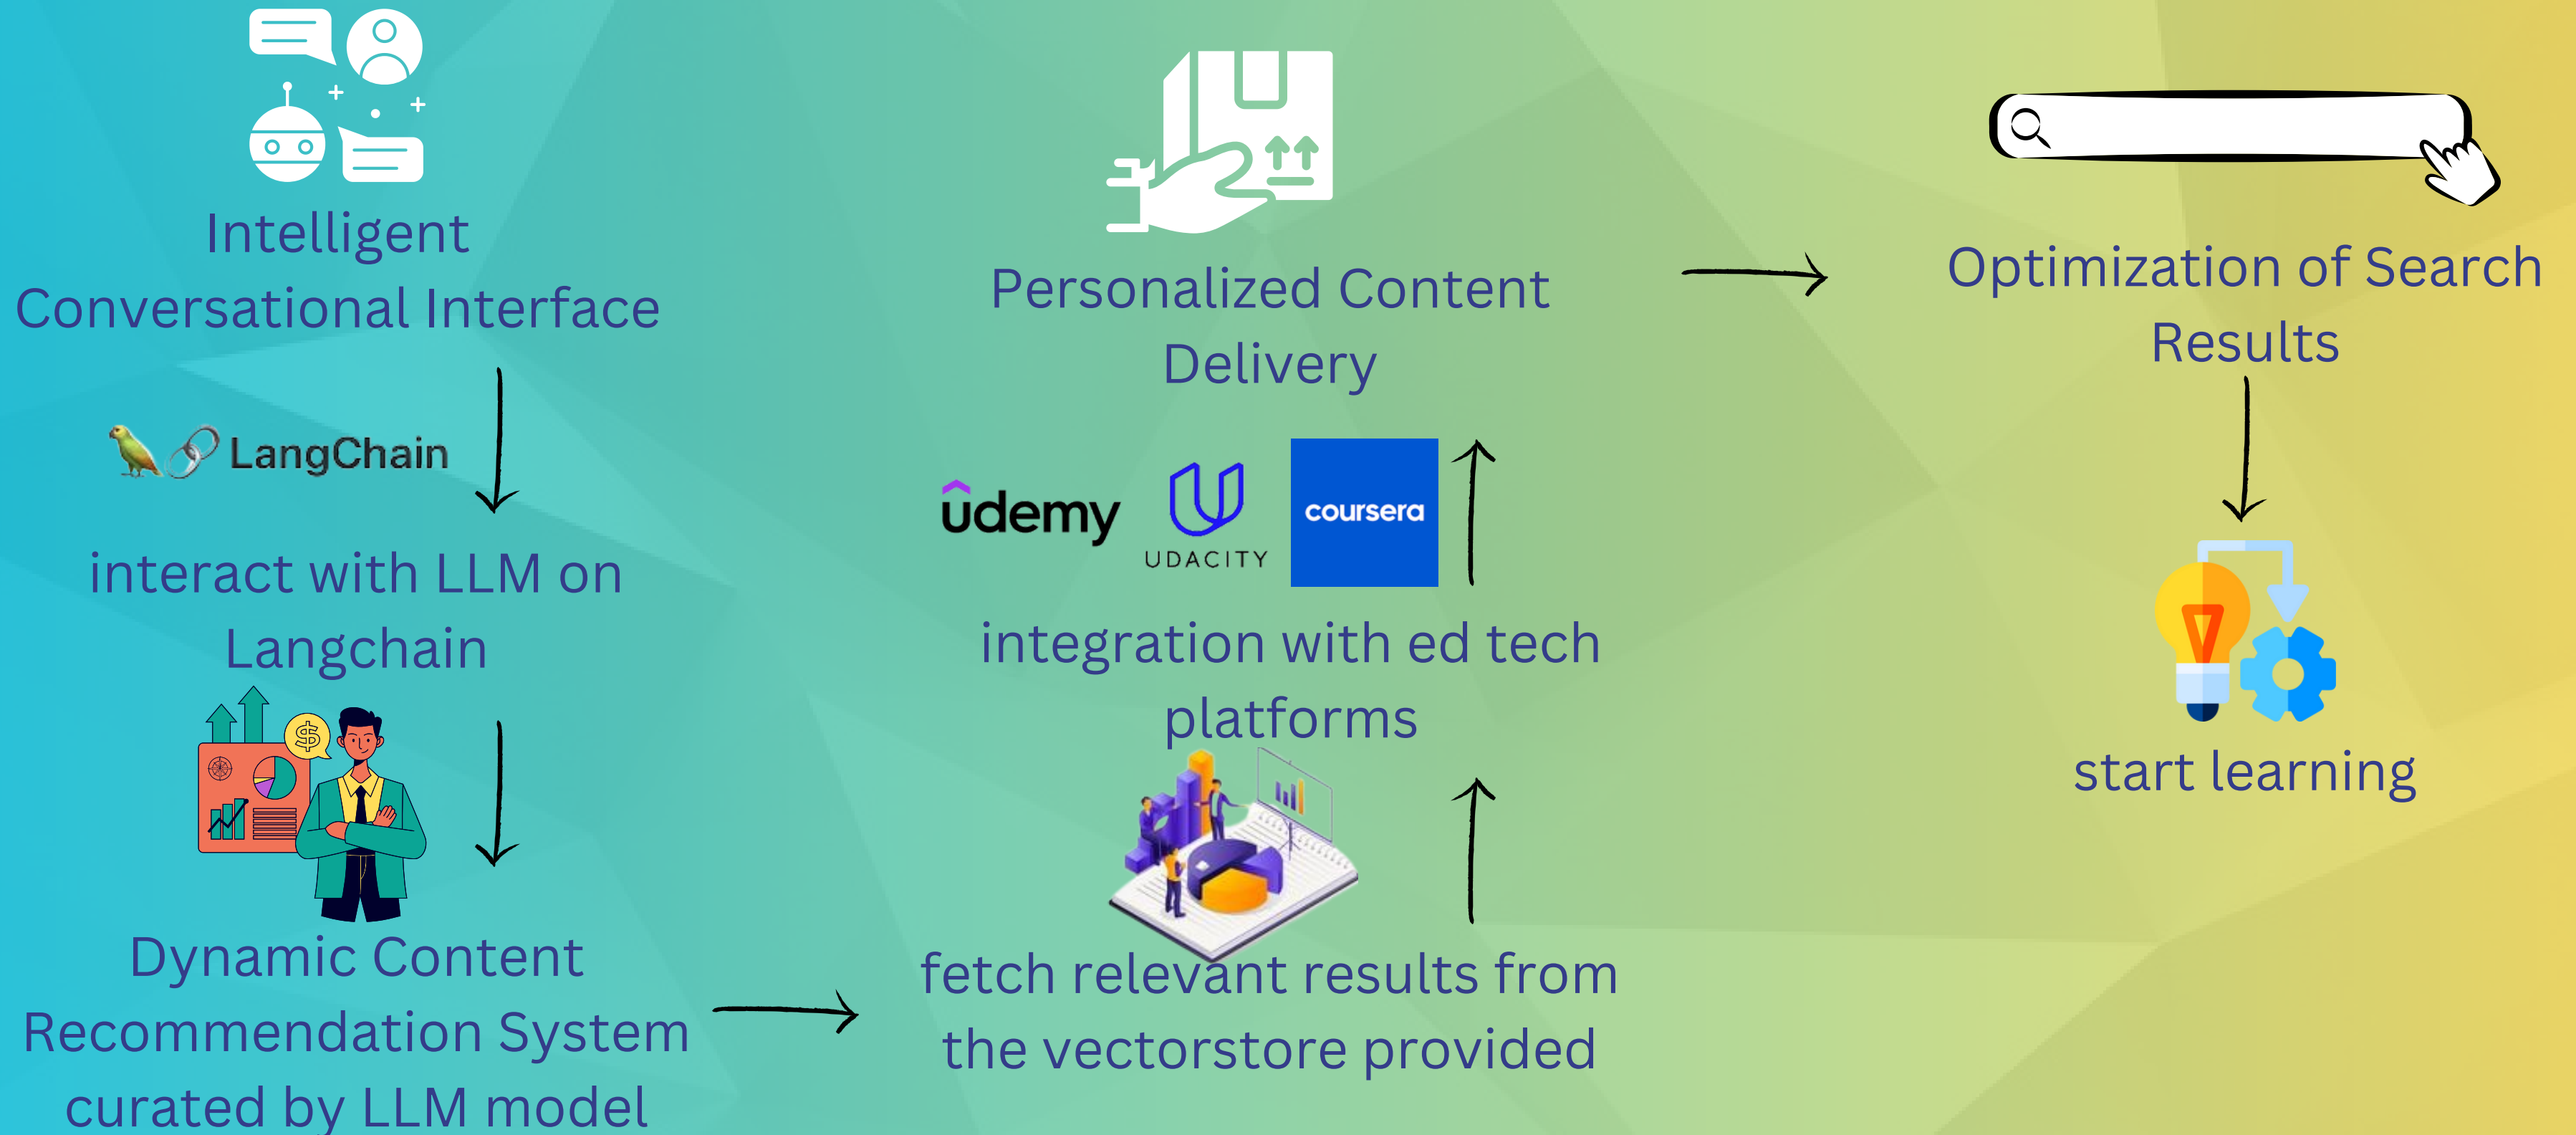 Intelligent
Conversational Interface
LangChain
interact with LLM on
Langchain
$
Dynamic Content
Recommendation System
curated by LLM model
fetch relevant results from
the vectorstore provided
integration with ed tech
platforms
udemy
UDACITY
coursera
Personalized Content
Delivery
Optimization of Search
Results
start learning